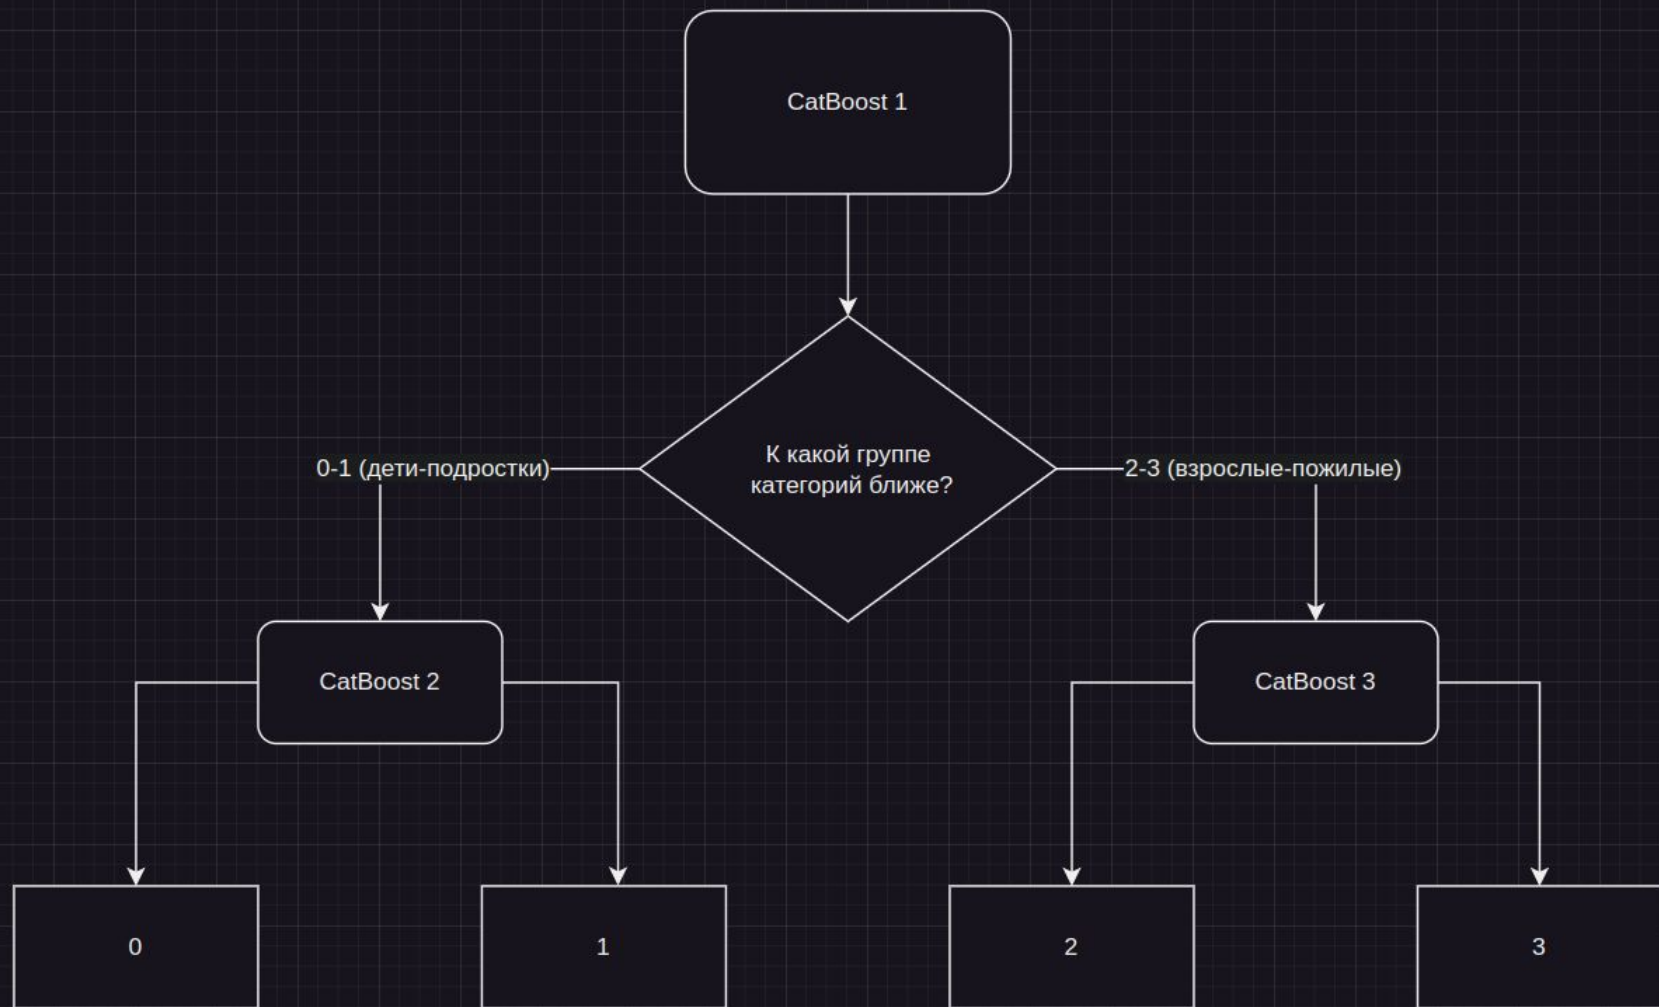 CatBoost 1
К какой группе
категорий ближе?
0-1 (дети-подростки)
2-3 (взрослые-пожилые)
CatBoost 2
CatBoost 3
0
1
2
3